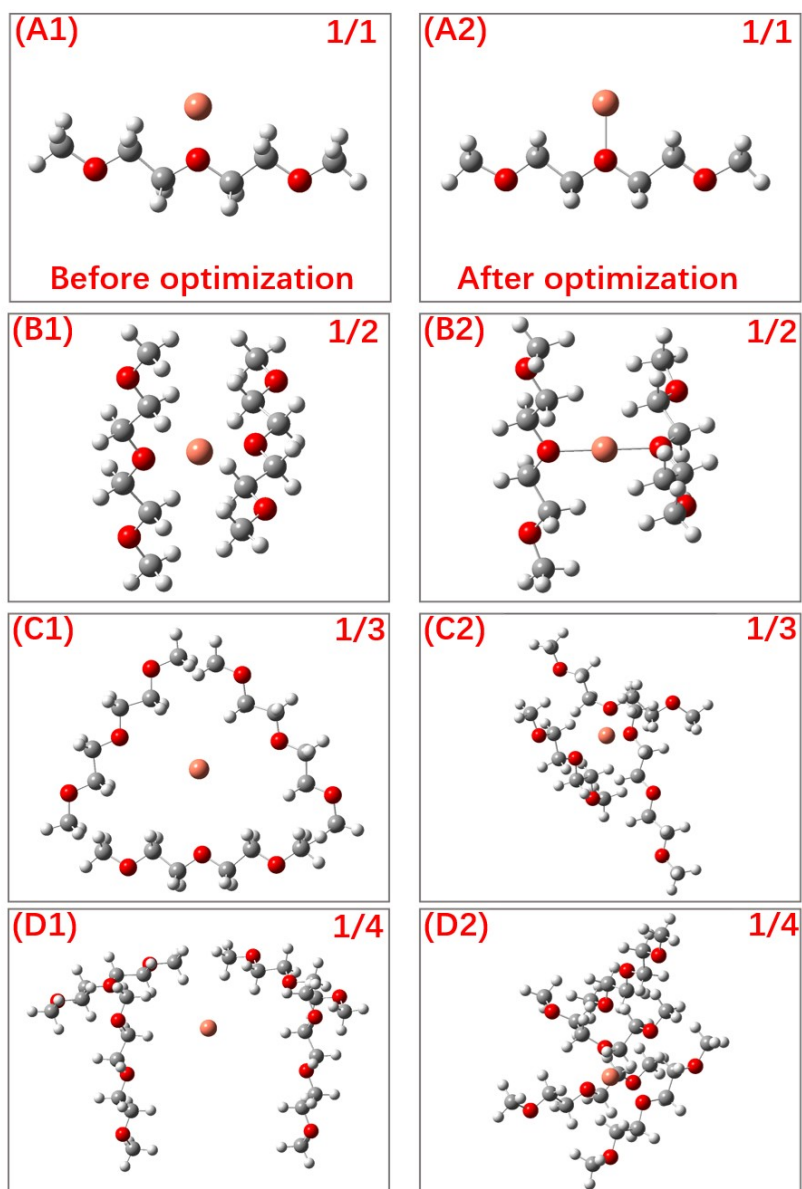 (A1) 1/1
Before optimization
(A2) 1/1
After optimization
(B1) 1/2
(B2) 1/2
(C1) 1/3
(C2) 1/3
(D1) 1/4
(D2) 1/4